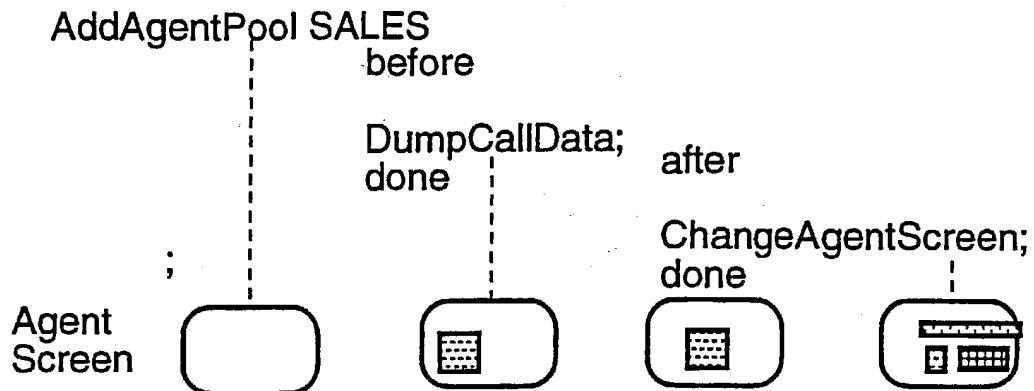 AddAgentPool SALES
before
DumpCallData;
done
after
ChangeAgentScreen;
done
;
Agent
Screen